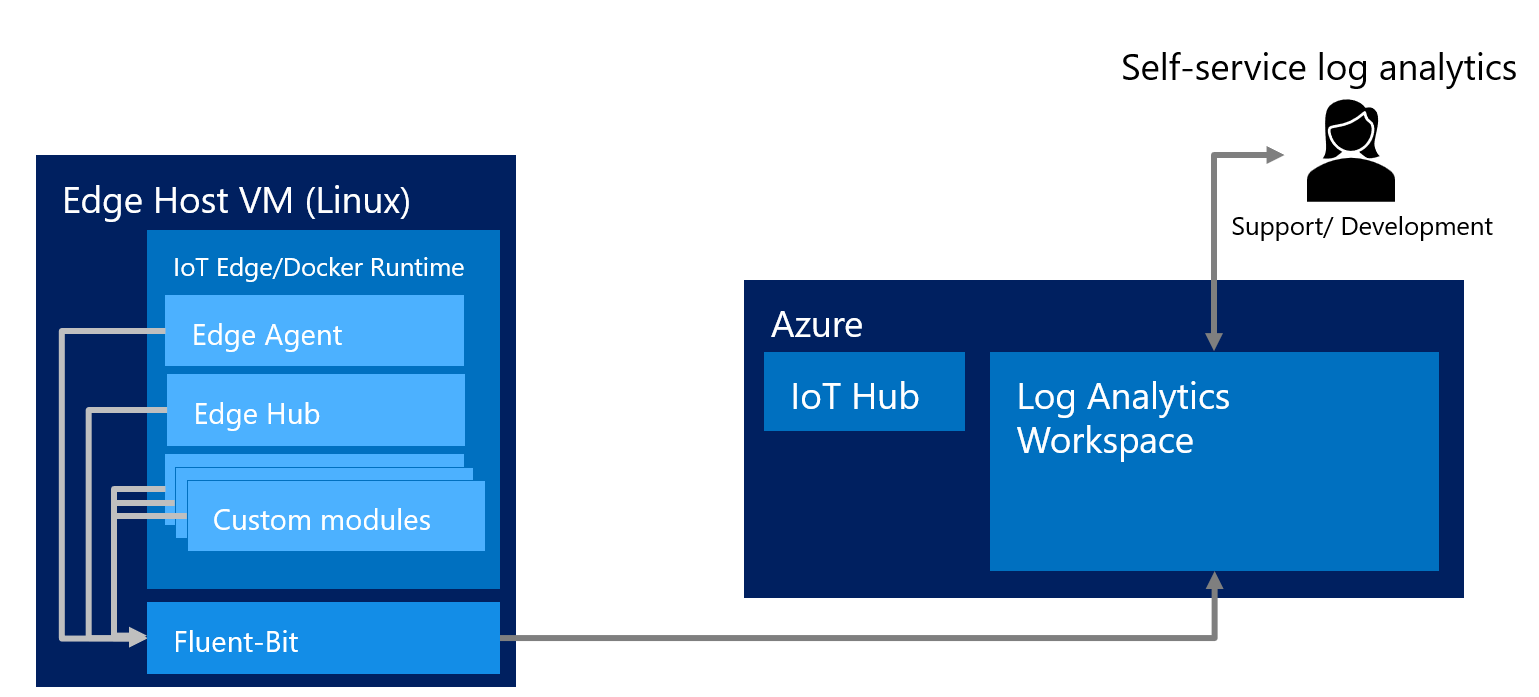 Self-service log analytics
Support/ Development
Edge Host VM (Linux)
IoT Edge/Docker Runtime
Edge Agent
Edge Hub
Custom modules
Fluent-Bit
Azure
IoT Hub
Log Analytics
Workspace